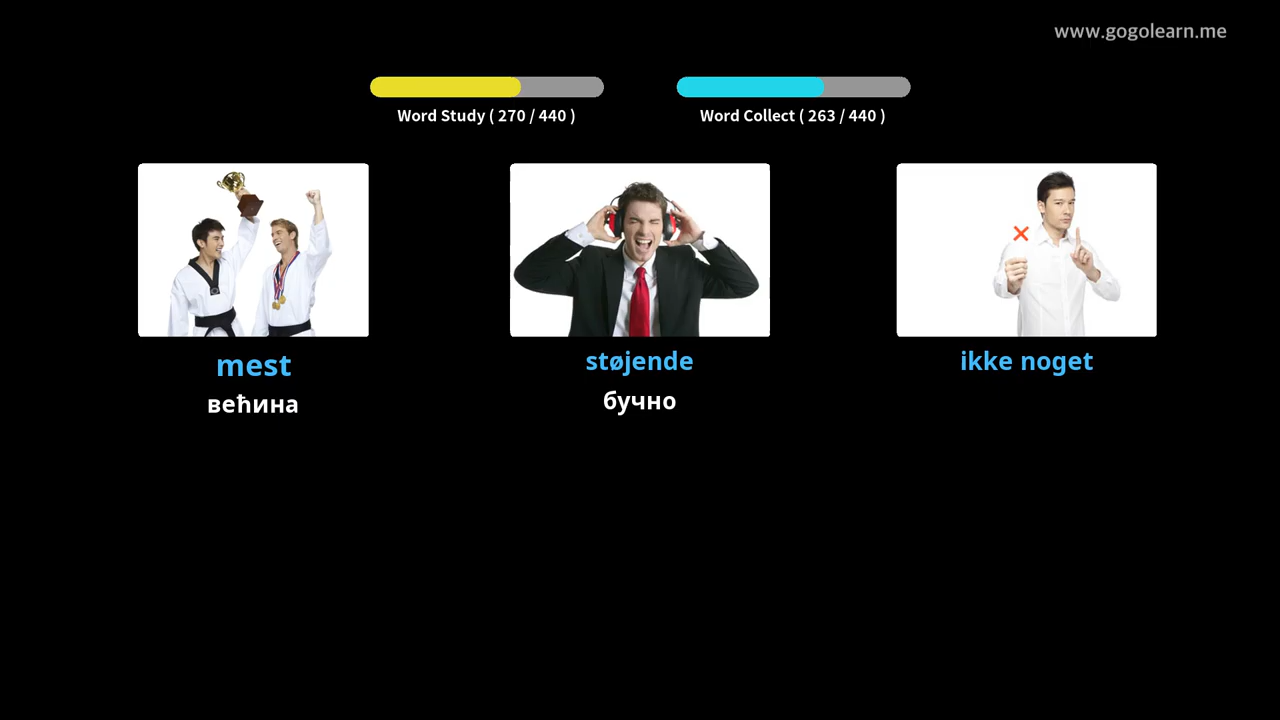 www.gogolearn.me
Word Study ( 270 / 440 )
Word Collect ( 263 / 440 )
mest
већина
støjende
бучно
ikke noget